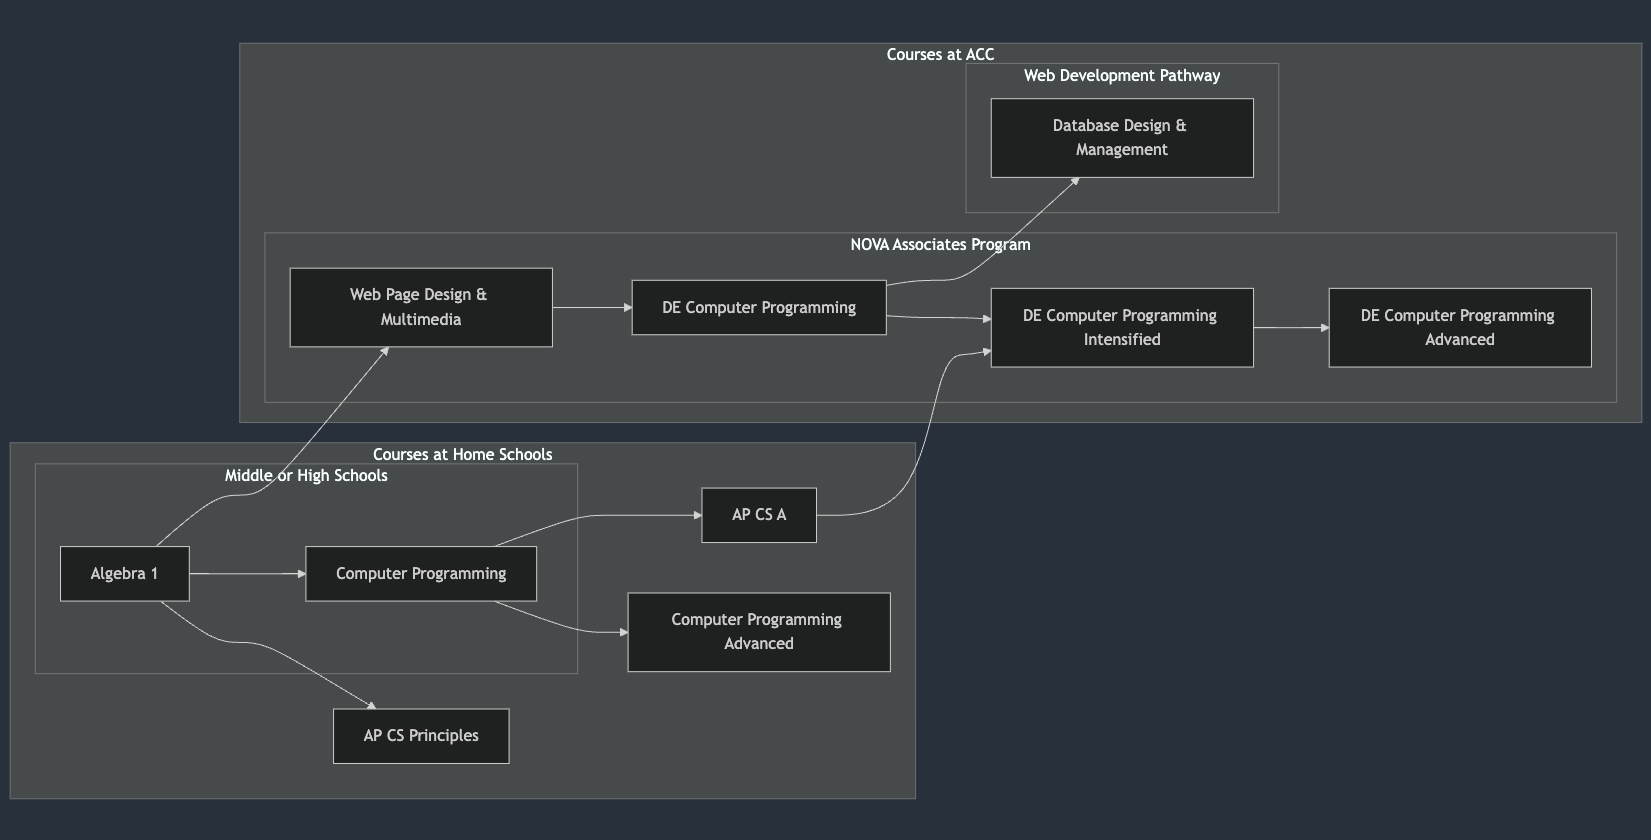 Courses at ACC
Web Development Pathway
Database Design &
Management
NOVA Associates Program
Web Page Design &
Multimedia
DE Computer Programming
DE Computer Programming
Intensified
DE Computer Programming
Advanced
Courses at Home Schools
Middle or High Schools
AP CS A
Algebra 1
Computer Programming
Computer Programming
Advanced
AP CS Principles